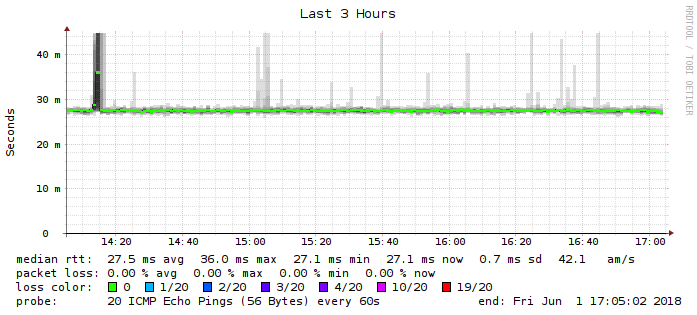 Last 3 Hours
RRDTOOL / TOBI OETIKER
Seconds
40 m
30 m
20 m
10 m
0
14:20 14:40 15:00 15:20 15:40 16:00 16:20 16:40 17:00
median rtt: 27.5 ms avg 36.0 ms max 27.1 ms min 27.1 ms now 0.7 ms sd 42.1 am/s
packet loss: 0.00 % avg 0.00 % max 0.00 % min 0.00 % now
loss color: 0 1/20 2/20 3/20 4/20 10/20 19/20
probe: 20 ICMP Echo Pings (56 Bytes) every 60s end: Fri Jun 1 17:05:02 2018